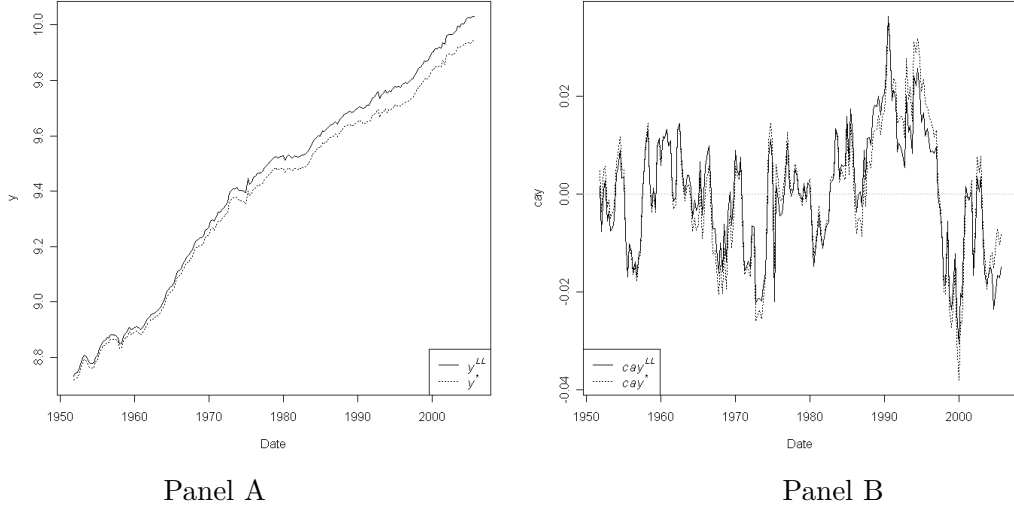 10.0
9.8
9.6
9.4
9.2
9.0
8.8
y
1950 1960 1970 1980 1990 2000
Date
y^LL
y*
Panel A
0.02
0.00
-0.02
-0.04
cay
1950 1960 1970 1980 1990 2000
Date
cay^LL
cay*
Panel B